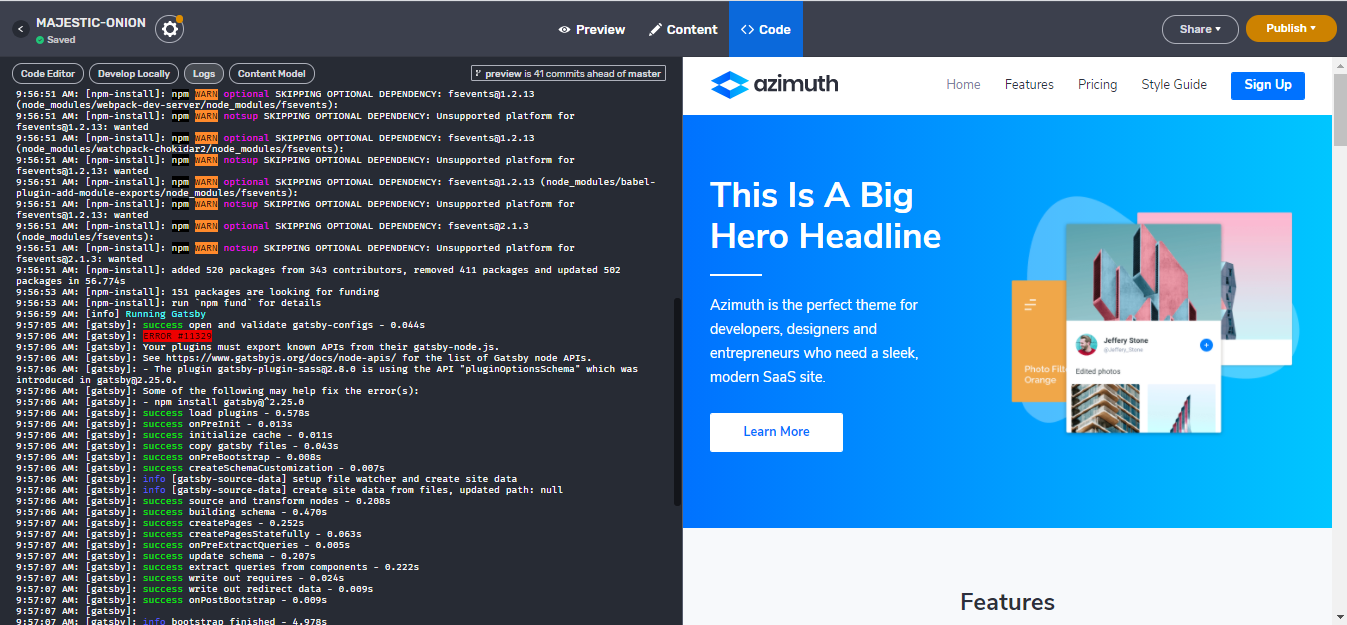 MAJESTIC-ONION
Saved
Preview
Content
<> Code
Share ▾
Publish ▾
Code Editor
Develop Locally
Logs
Content Model
preview is 41 commits ahead of master
9:56:51 AM: [npm-install]: npm WARN optional SKIPPING OPTIONAL DEPENDENCY: fsevents@1.2.13
(node_modules/webpack-dev-server/node_modules/fsevents):
9:56:51 AM: [npm-install]: npm WARN notsup SKIPPING OPTIONAL DEPENDENCY: Unsupported platform for
fsevents@1.2.13: wanted
9:56:51 AM: [npm-install]: npm WARN optional SKIPPING OPTIONAL DEPENDENCY: fsevents@1.2.13
(node_modules/watchpack-chokidar2/node_modules/fsevents):
9:56:51 AM: [npm-install]: npm WARN notsup SKIPPING OPTIONAL DEPENDENCY: Unsupported platform for
fsevents@1.2.13: wanted
9:56:51 AM: [npm-install]: npm WARN optional SKIPPING OPTIONAL DEPENDENCY: fsevents@1.2.13 (node_modules/babel-
plugin-add-module-exports/node_modules/fsevents):
9:56:51 AM: [npm-install]: npm WARN notsup SKIPPING OPTIONAL DEPENDENCY: Unsupported platform for
fsevents@1.2.13: wanted
9:56:51 AM: [npm-install]: npm WARN optional SKIPPING OPTIONAL DEPENDENCY: fsevents@2.1.3
(node_modules/fsevents):
9:56:51 AM: [npm-install]: npm WARN notsup SKIPPING OPTIONAL DEPENDENCY: Unsupported platform for
fsevents@2.1.3: wanted
9:56:51 AM: [npm-install]: added 520 packages from 343 contributors, removed 411 packages and updated 502
packages in 56.774s
9:56:53 AM: [npm-install]: 151 packages are looking for funding
9:56:53 AM: [npm-install]: run `npm fund` for details
9:56:59 AM: [info] Running Gatsby
9:57:05 AM: [gatsby]: success open and validate gatsby-configs - 0.044s
9:57:06 AM: [gatsby]: ERROR #11329
9:57:06 AM: [gatsby]: Your plugins must export known APIs from their gatsby-node.js.
9:57:06 AM: [gatsby]: See https://www.gatsbyjs.org/docs/node-apis/ for the list of Gatsby node APIs.
9:57:06 AM: [gatsby]: - The plugin gatsby-plugin-sass@2.8.0 is using the API "pluginOptionsSchema" which was
introduced in gatsby@2.25.0.
9:57:06 AM: [gatsby]: Some of the following may help fix the error(s):
9:57:06 AM: [gatsby]: - npm install gatsby@^2.25.0
9:57:06 AM: [gatsby]: success load plugins - 0.578s
9:57:06 AM: [gatsby]: success onPreInit - 0.013s
9:57:06 AM: [gatsby]: success initialize cache - 0.011s
9:57:06 AM: [gatsby]: success copy gatsby files - 0.043s
9:57:06 AM: [gatsby]: success onPreBootstrap - 0.008s
9:57:06 AM: [gatsby]: success createSchemaCustomization - 0.007s
9:57:06 AM: [gatsby]: info [gatsby-source-data] setup file watcher and create site data
9:57:06 AM: [gatsby]: info [gatsby-source-data] create site data from files, updated path: null
9:57:06 AM: [gatsby]: success source and transform nodes - 0.208s
9:57:06 AM: [gatsby]: success building schema - 0.470s
9:57:07 AM: [gatsby]: success createPages - 0.252s
9:57:07 AM: [gatsby]: success createPagesStatefully - 0.063s
9:57:07 AM: [gatsby]: success onPreExtractQueries - 0.005s
9:57:07 AM: [gatsby]: success update schema - 0.207s
9:57:07 AM: [gatsby]: success extract queries from components - 0.222s
9:57:07 AM: [gatsby]: success write out requires - 0.024s
9:57:07 AM: [gatsby]: success write out redirect data - 0.009s
9:57:07 AM: [gatsby]: success onPostBootstrap - 0.009s
9:57:07 AM: [gatsby]:
9:57:07 AM: [gatsby]: info bootstrap finished - 4.978s
azimuth
Home
Features
Pricing
Style Guide
Sign Up
This Is A Big
Hero Headline
Azimuth is the perfect theme for
developers, designers and
entrepreneurs who need a sleek,
modern SaaS site.
Learn More
Photo Filt
Orange
Jeffery Stone
@Jeffery_Stone
Edited photos
Features